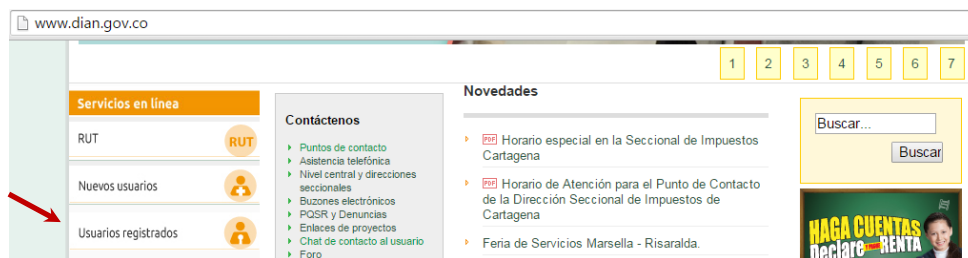 www.dian.gov.co
1 2 3 4 5 6 7
Servicios en línea
RUT
RUT
Nuevos usuarios
Usuarios registrados
Contáctenos
Puntos de contacto
Asistencia telefónica
Nivel central y direcciones
seccionales
Buzones electrónicos
PQSR y Denuncias
Enlaces de proyectos
Chat de contacto al usuario
Foro
Novedades
PDF Horario especial en la Seccional de Impuestos
Cartagena
PDF Horario de Atención para el Punto de Contacto
de la Dirección Seccional de Impuestos de
Cartagena
Feria de Servicios Marsella - Risaralda.
Buscar...
Buscar
HAGA CUENTAS
Declare RENTA